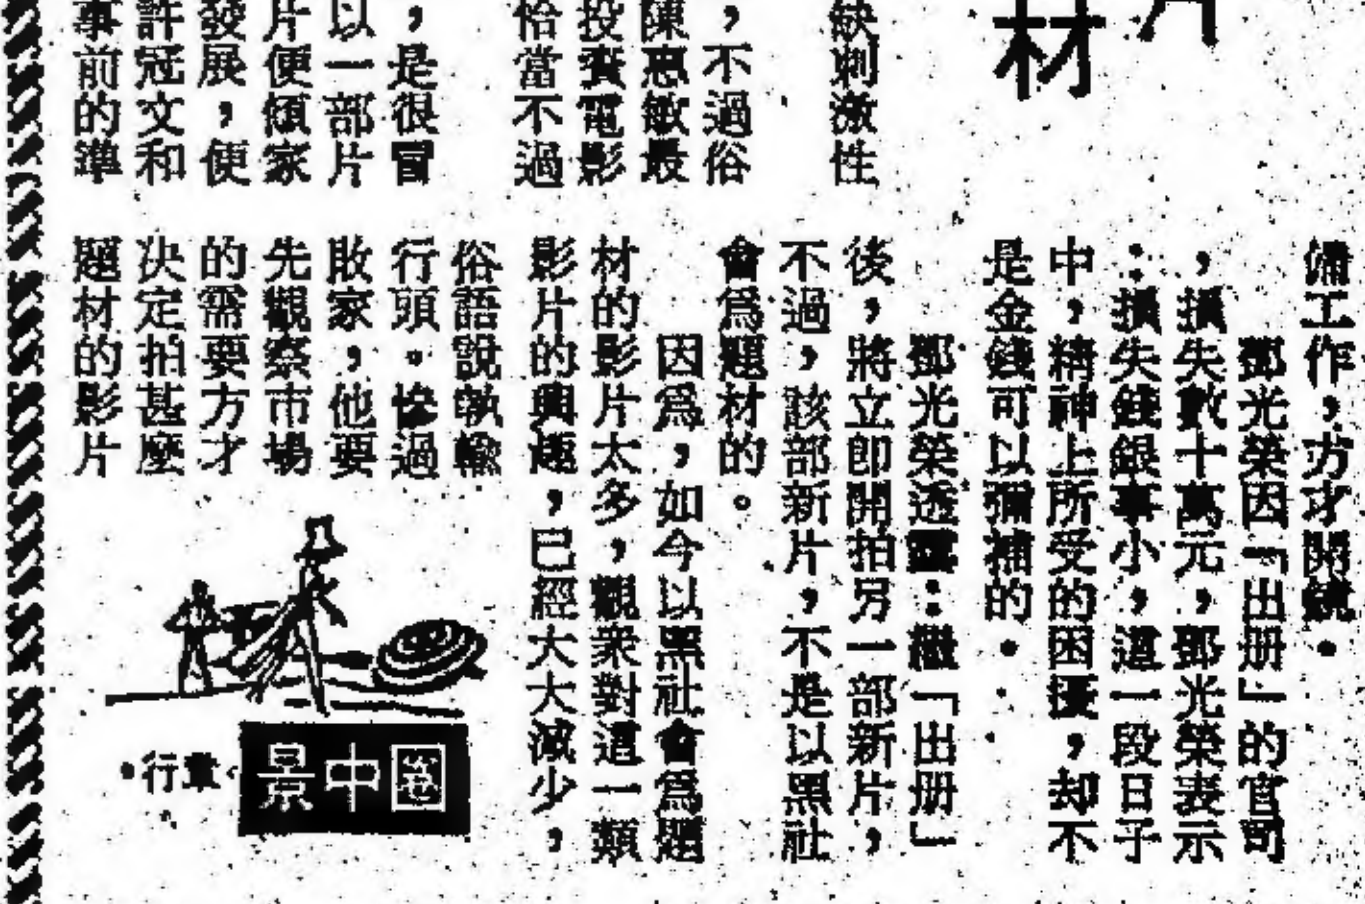 材
缺刺激性
，不過俗
陳惠敏最
投資電影
恰當不過
，是很冒
以一部片
片便傾家
發展，便
許冠文和
事前的準
備工作，方才開鏡。
鄧光榮因「出册」的官司
，損失數十萬元，鄧光榮表示
：損失錢銀事小，這一段日子
中，精神上所受的困擾，却不
是金錢可以彌補的。
鄧光榮透露：繼「出册」
後，將立即開拍另一部新片，
不過，該部新片，不是以黑社
會爲題材的。
因爲，如今以黑社會爲題
材的影片太多，觀衆對這一類
影片的興趣，已經大大減少，
俗語說執輸
行頭。慘過
敗家，他要
先觀察市場
的需要方才
決定拍甚麼
題材的影片
圈中景
•行章•